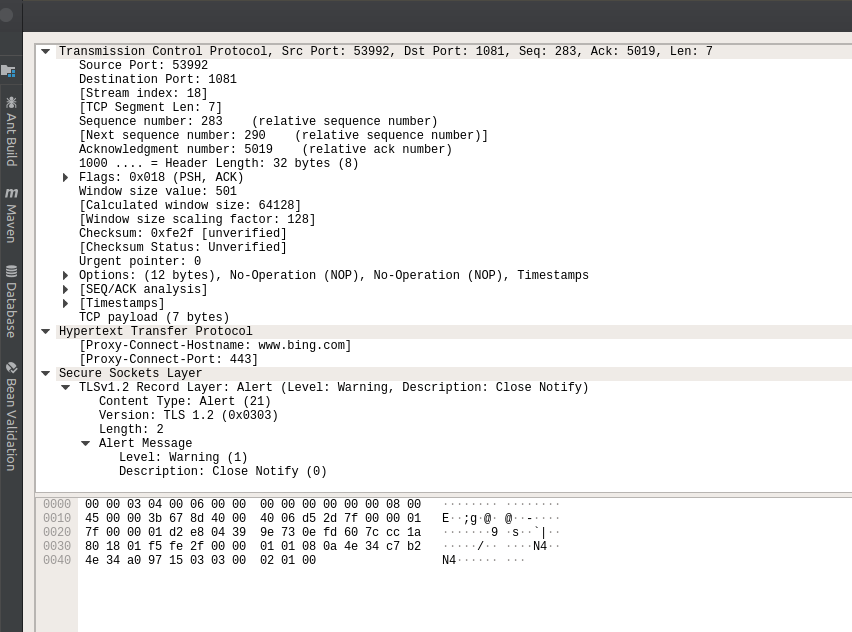 Ant Build
Maven
Database
Bean Validation
Transmission Control Protocol, Src Port: 53992, Dst Port: 1081, Seq: 283, Ack: 5019, Len: 7
Source Port: 53992
Destination Port: 1081
[Stream index: 18]
[TCP Segment Len: 7]
Sequence number: 283    (relative sequence number)
[Next sequence number: 290    (relative sequence number)]
Acknowledgment number: 5019    (relative ack number)
1000 .... = Header Length: 32 bytes (8)
Flags: 0x018 (PSH, ACK)
Window size value: 501
[Calculated window size: 64128]
[Window size scaling factor: 128]
Checksum: 0xfe2f [unverified]
[Checksum Status: Unverified]
Urgent pointer: 0
Options: (12 bytes), No-Operation (NOP), No-Operation (NOP), Timestamps
[SEQ/ACK analysis]
[Timestamps]
TCP payload (7 bytes)
Hypertext Transfer Protocol
[Proxy-Connect-Hostname: www.bing.com]
[Proxy-Connect-Port: 443]
Secure Sockets Layer
TLSv1.2 Record Layer: Alert (Level: Warning, Description: Close Notify)
Content Type: Alert (21)
Version: TLS 1.2 (0x0303)
Length: 2
Alert Message
Level: Warning (1)
Description: Close Notify (0)
0000  00 00 03 04 00 06 00 00  00 00 00 00 00 00 08 00   ········ ········
0010  45 00 00 3b 67 8d 40 00  40 06 d5 2d 7f 00 00 01   E··;g·@· @··-····
0020  7f 00 00 01 d2 e8 04 39  9e 73 0e fd 60 7c cc 1a   ·······9 ·s··`|··
0030  80 18 01 f5 fe 2f 00 00  01 01 08 0a 4e 34 c7 b2   ·····/·· ····N4··
0040  4e 34 a0 97 15 03 03 00  02 01 00   N4······ ···